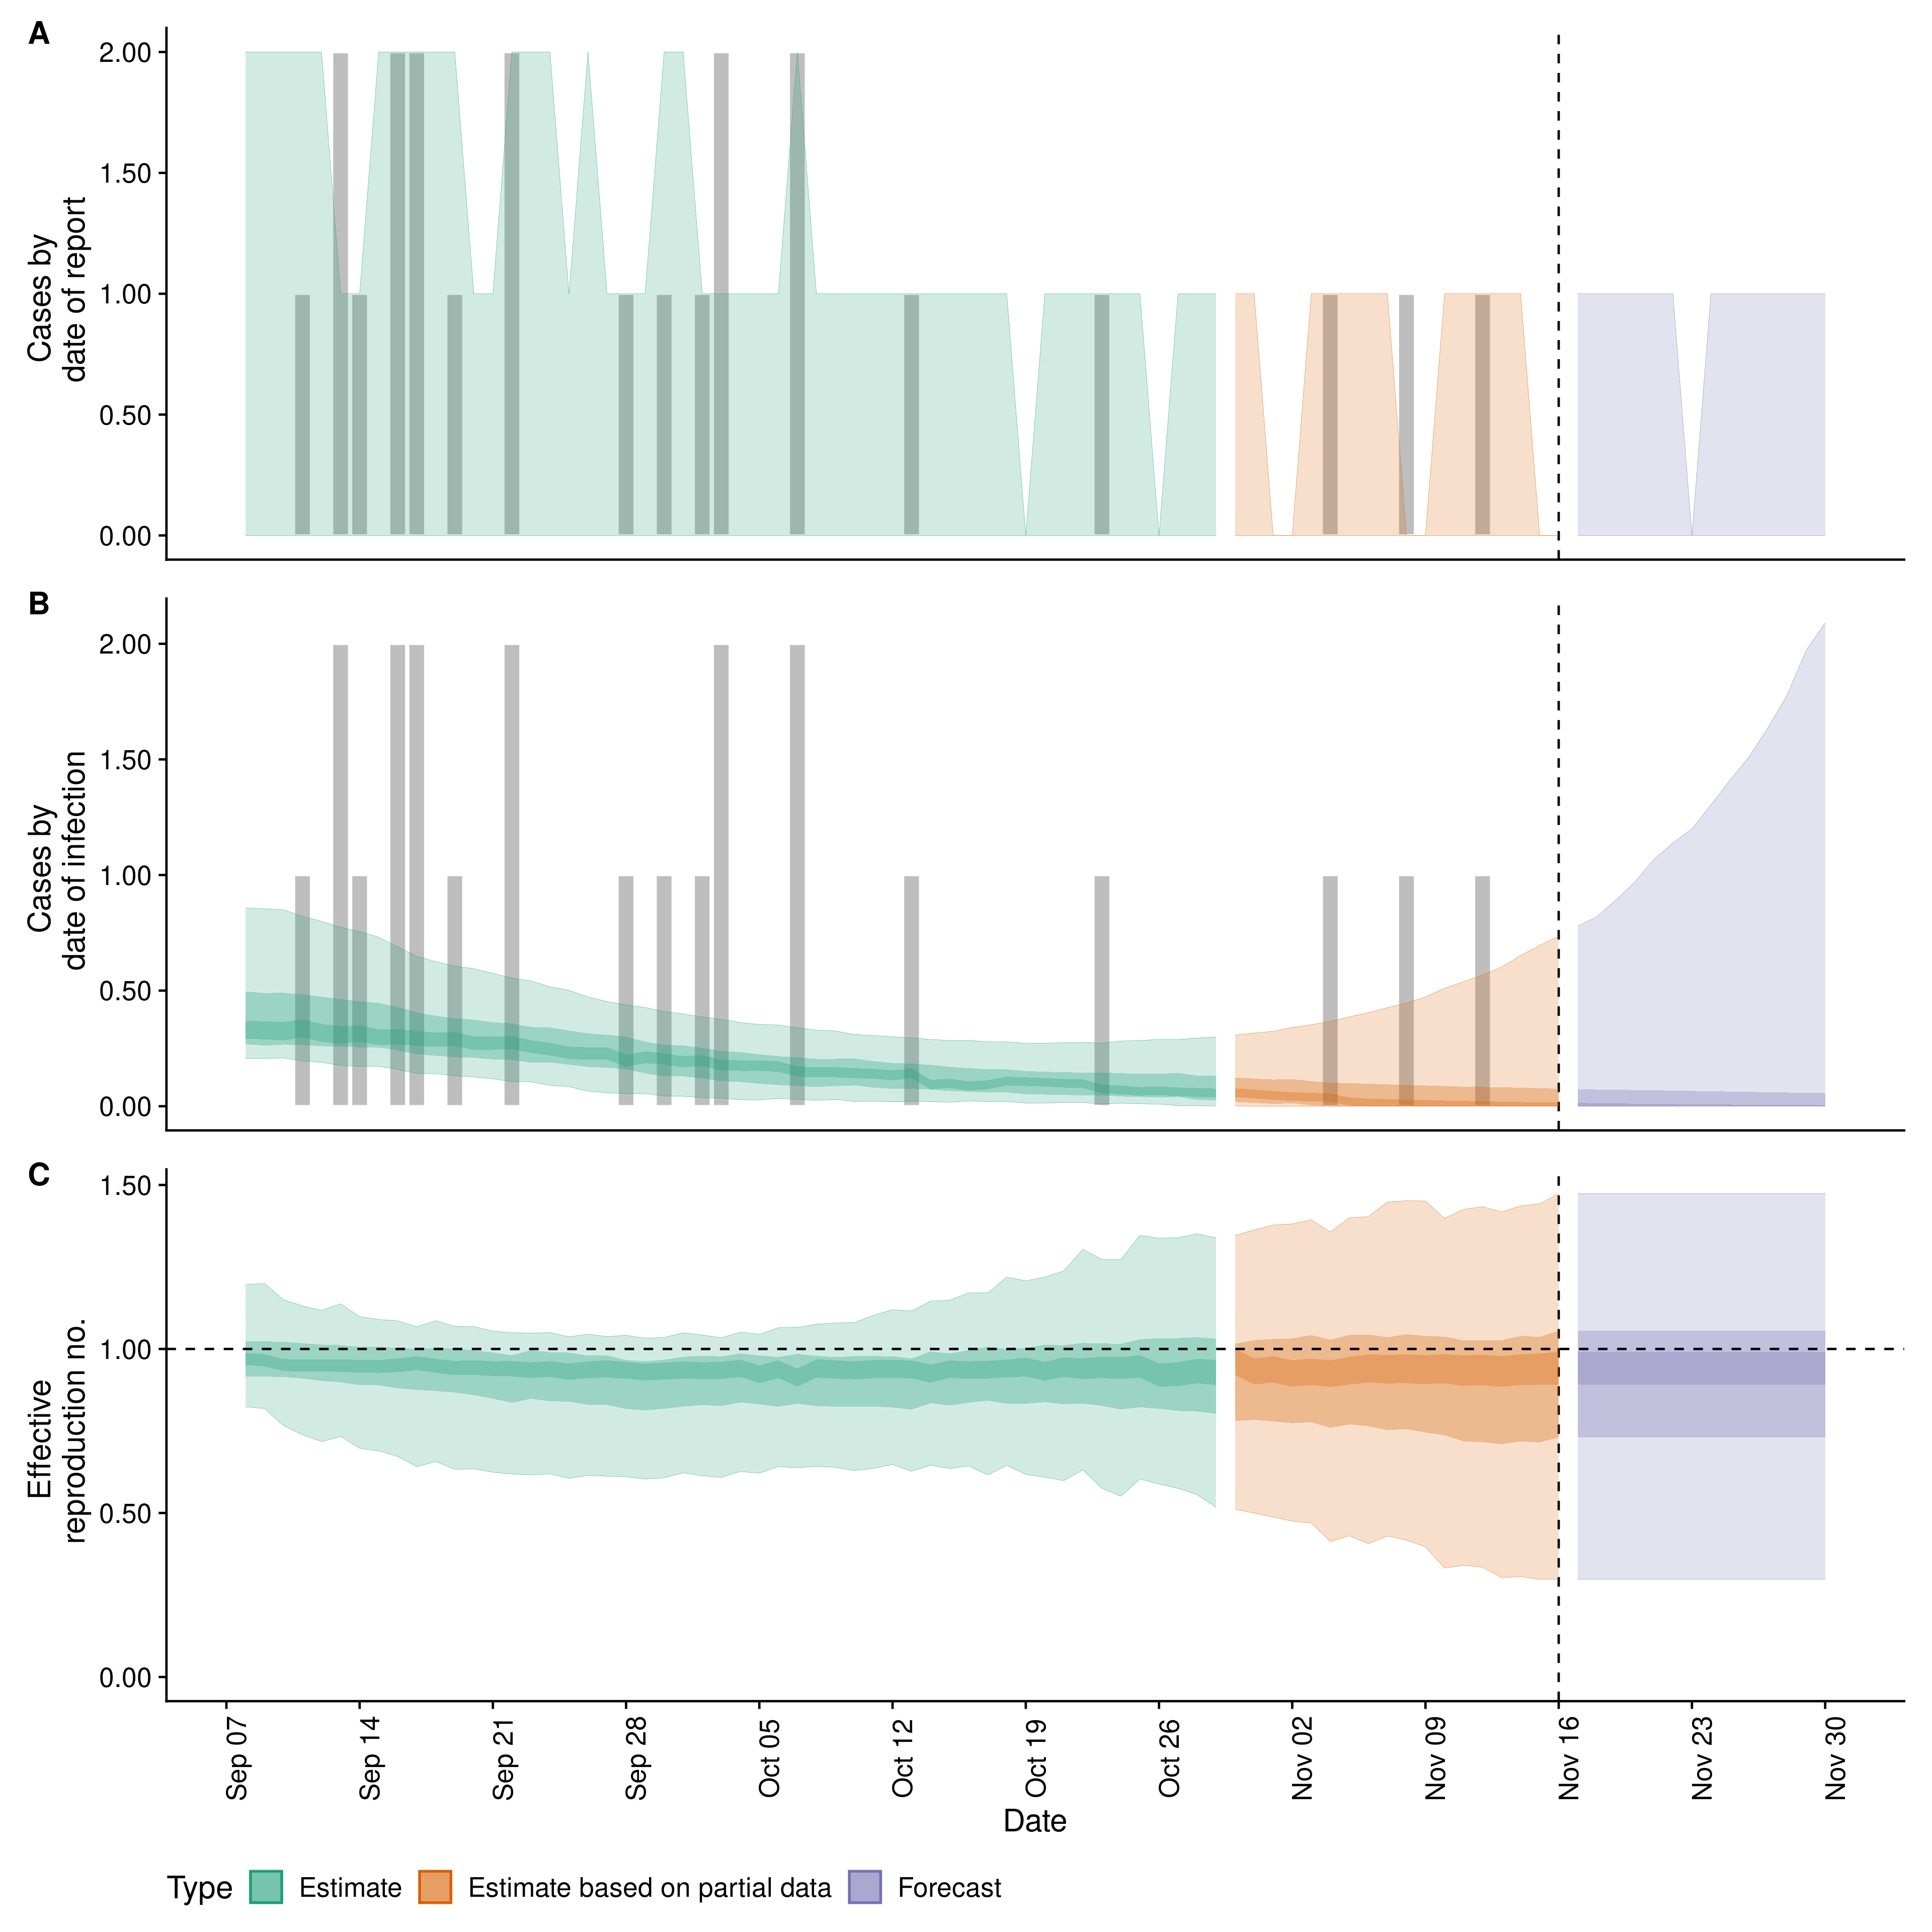 A
2.00
1.50
1.00
0.50
0.00
Cases by
date of report
B
2.00
1.50
1.00
0.50
0.00
Cases by
date of infection
C
1.50
1.00
0.50
0.00
Effective
reproduction no.
Sep 07
Sep 14
Sep 21
Sep 28
Oct 05
Oct 12
Oct 19
Oct 26
Nov 02
Nov 09
Nov 16
Nov 23
Nov 30
Date
Type
Estimate
Estimate based on partial data
Forecast